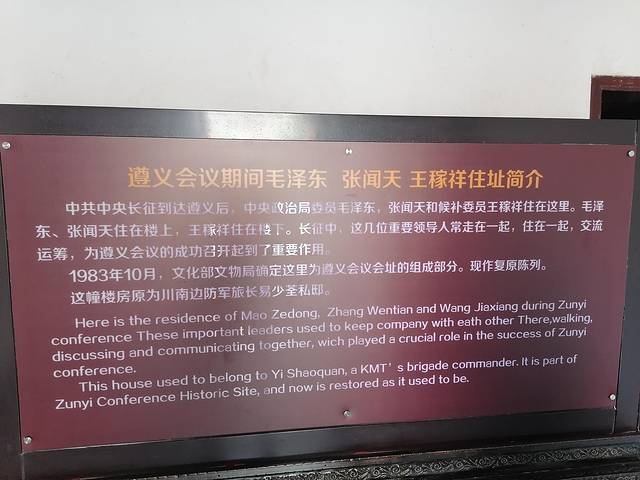 遵义会议期间毛泽东 张闻天 王稼祥住址简介
中共中央长征到达遵义后，中央政治局委员毛泽东，张闻天和候补委员王稼祥住在这里。毛泽
东、张闻天住在楼上，王稼祥住在楼下。长征中，这几位重要领导人常走在一起，住在一起，交流
运筹，为遵义会议的成功召开起到了重要作用。
1983年10月，文化部文物局确定这里为遵义会议会址的组成部分。现作复原陈列。
这幢楼房原为川南边防军旅长易少荃私邸。
Here is the residence of Mao Zedong, Zhang Wentian and Wang Jiaxiang during Zunyi
conference These important leaders used to keep company with eath other There,walking,
discussing and communicating together, wich played a crucial role in the success of Zunyi
conference.
This house used to belong to Yi Shaoquan, a KMT’s brigade commander. It is part of
Zunyi Conference Historic Site, and now is restored as it used to be.